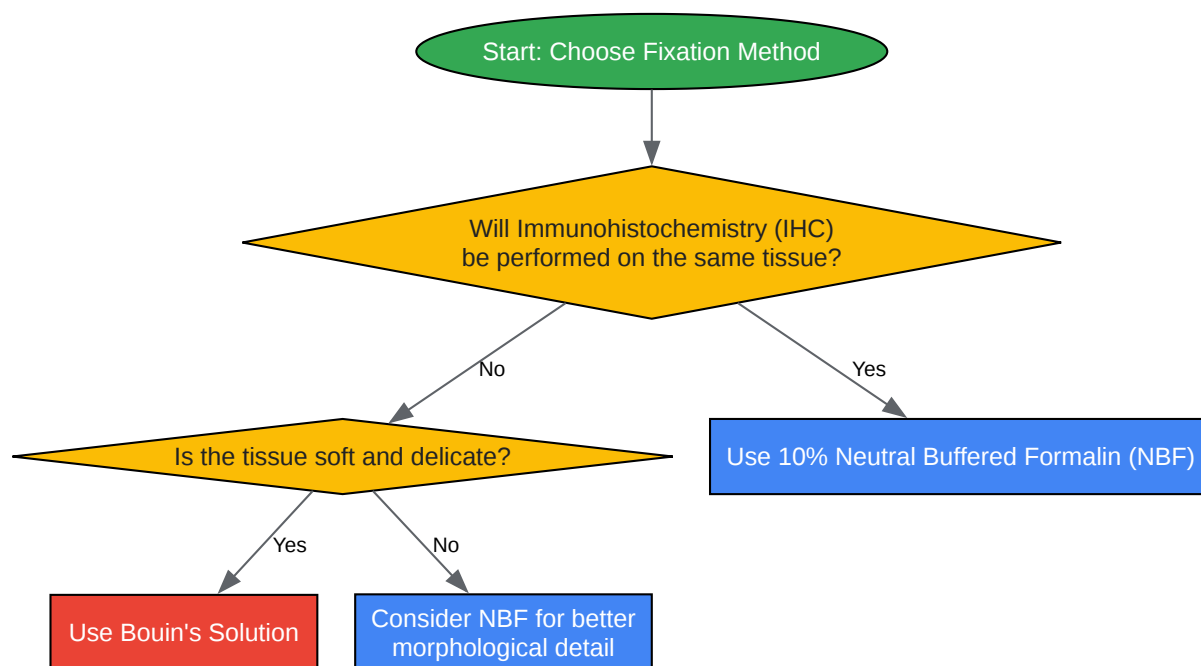 Start: Choose Fixation Method
Will Immunohistochemistry (IHC)
be performed on the same tissue?
No
Yes
Is the tissue soft and delicate?
Use 10% Neutral Buffered Formalin (NBF)
Yes
No
Use Bouin's Solution
Consider NBF for better
morphological detail